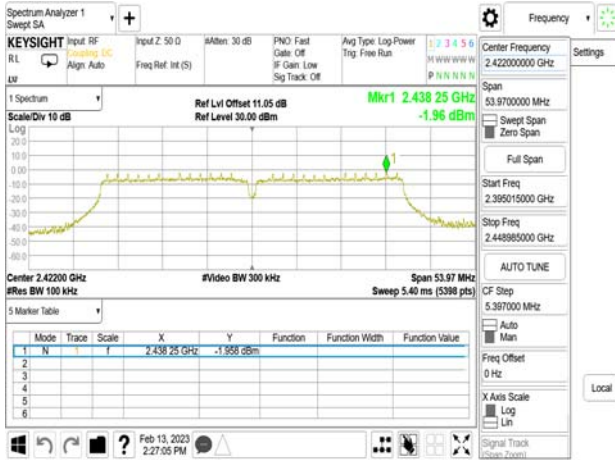 Spectrum Analyzer 1
Swept SA
+
Frequency
KEYSIGHT
RL
Input: RF
Coupling: DC
Align: Auto
Input Z: 50 Ω
Freq Ref: Int (S)
#Atten: 30 dB
PNO: Fast
Gate: Off
IF Gain: Low
Sig Track: Off
Avg Type: Log-Power
Trig: Free Run
1 2 3 4 5 6
M W W W W W
P N N N N N
1 Spectrum
Scale/Div 10 dB
Log
Ref Lvl Offset 11.05 dB
Ref Level 30.00 dBm
Mkr1 2.438 25 GHz
-1.96 dBm
20.0
10.0
0.00
-10.0
-20.0
-30.0
-40.0
-50.0
-60.0
1
Center 2.42200 GHz
#Res BW 100 kHz
#Video BW 300 kHz
Span 53.97 MHz
Sweep 5.40 ms (5398 pts)
5 Marker Table
Mode Trace Scale X Y Function Function Width Function Value
1 N 1 f 2.438 25 GHz -1.958 dBm
2
3
4
5
6
Feb 13, 2023
2:27:05 PM
Center Frequency
2.422000000 GHz
Settings
Span
53.9700000 MHz
Swept Span
Zero Span
Full Span
Start Freq
2.395015000 GHz
Stop Freq
2.448985000 GHz
AUTO TUNE
CF Step
5.397000 MHz
Auto
Man
Freq Offset
0 Hz
X Axis Scale
Log
Lin
Local
Signal Track
(Span Zoom)